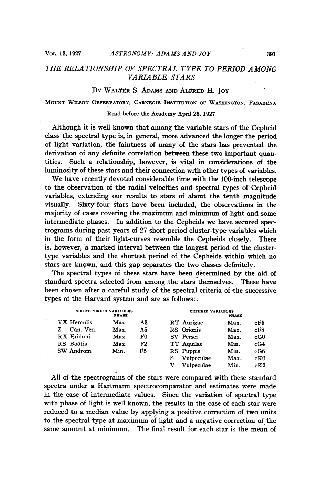 VOL. 13, 1927 ASTRONOMY: ADAMS AND JOY 391
THE RELATIONSHIP OF SPECTRAL TYPE TO PERIOD AMONG
VARIABLE STARS
BY WALTER S. ADAMS AND ALFRED H. JOY
MOUNT WILSON OBSERVATORY, CARNEGIE INSTITUTION OF WASHINGTON, PASADENA
Read before the Academy April 26, 1927
Although it is well known that among the variable stars of the Cepheid
class the spectral type is, in general, more advanced the longer the period
of light variation, the faintness of many of the stars has prevented the
derivation of any definite correlation between these two important quan-
tities. Such a relationship, however, is vital in considerations of the
luminosity of these stars and their connection with other types of variables.
We have recently devoted considerable time with the 100-inch telescope
to the observation of the radial velocities and spectral types of Cepheid
variables, extending our results to stars of about the tenth magnitude
visually. Sixty-four stars have been included, the observations in the
majority of cases covering the maximum and minimum of light and some
intermediate phases. In addition to the Cepheids we have secured spec-
trograms during past years of 27 short period cluster-type variables which
in the form of their light-curves resemble the Cepheids closely. There
is, however, a marked interval between the longest period of the cluster-
type variables and the shortest period of the Cepheids within which no
stars are known, and this gap separates the two classes definitely.
The spectral types of these stars have been determined by the aid of
standard spectra selected from among the stars themselves. These have
been chosen after a careful study of the spectral criteria of the successive
types of the Harvard system and are as follows:
CLUSTER-TYPE VARIABLES CEPHEID VARIABLES
PHASE PHASE
VX Herculis Max. A2 RT Aurigae Max. cF5
Z Can. Ven. Max. A5 RS Orionis Max. cF8
RX Eridani Max. F0 SV Persei Max. cG0
RS Boötis Max. F2 TT Aquilae Min. cG4
SW Androm. Min. F5 RS Puppis Min. cG6
S Vulpeculae Max. cK0
V Vulpeculae Min. cK2
All of the spectrograms of the stars were compared with these standard
spectra under a Hartmann spectrocomparator and estimates were made
in the case of intermediate values. Since the variation of spectral type
with phase of light is well known, the results in the case of each star were
reduced to a median value by applying a positive correction of two units
to the spectral type at maximum of light and a negative correction of the
same amount at minimum. The final result for each star is the mean of